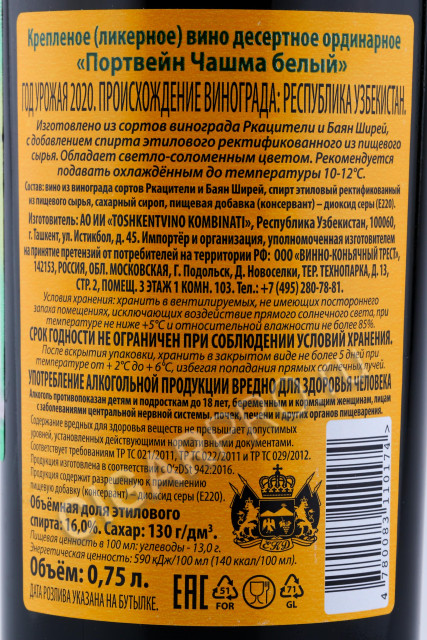 Крепленое (ликерное) вино десертное ординарное
«Портвейн Чашма белый»
ГОД УРОЖАЯ 2020. ПРОИСХОЖДЕНИЕ ВИНОГРАДА: РЕСПУБЛИКА УЗБЕКИСТАН.
Изготовлено из сортов винограда Ркацители и Баян Ширей,
с добавлением спирта этилового ректификованного из пищевого
сырья. Обладает светло-соломенным цветом. Рекомендуется
подавать охлаждённым до температуры 10-12°С.
Состав: вино из винограда сортов Ркацители и Баян Ширей, спирт этиловый ректификованный
из пищевого сырья, сахарный сироп, пищевая добавка (консервант) – диоксид серы (Е220).
Изготовитель: АО ИИ «TOSHKENTVINO KOMBINATI», Республика Узбекистан, 100060,
г. Ташкент, ул. Истикбол, д. 45. Импортёр и организация, уполномоченная изготовителем
на принятие претензий от потребителей на территории РФ: ООО «ВИННО-КОНЬЯЧНЫЙ ТРЕСТ»,
142153, РОССИЯ, ОБЛ. МОСКОВСКАЯ, Г. Подольск, Д. Новоселки, ТЕР. ТЕХНОПАРКА, Д. 13,
СТР. 2, ПОМЕЩ. 3 ЭТАЖ 1 КОМН. 103. Тел.: +7 (495) 280-78-81.
Условия хранения: хранить в вентилируемых, не имеющих постороннего
запаха помещениях, исключающих воздействие прямого солнечного света, при
температуре не ниже +5°С и относительной влажности не более 85%.
СРОК ГОДНОСТИ НЕ ОГРАНИЧЕН ПРИ СОБЛЮДЕНИИ УСЛОВИЙ ХРАНЕНИЯ.
После вскрытия упаковки, хранить в закрытом виде не более 5 дней при
температуре от +2°С до +6°С, избегая попадания прямых солнечных лучей.
УПОТРЕБЛЕНИЕ АЛКОГОЛЬНОЙ ПРОДУКЦИИ ВРЕДНО ДЛЯ ЗДОРОВЬЯ ЧЕЛОВЕКА
Алкоголь противопоказан детям и подросткам до 18 лет, беременным и кормящим женщинам, лицам
с заболеваниями центральной нервной системы, почек, печени и других органов пищеварения.
Содержание вредных для здоровья веществ не превышает допустимых
уровней, установленных действующими нормативными документами.
Соответствует требованиям ТР ТС 021/2011, ТР ТС 022/2011 и ТР ТС 029/2012.
Продукция изготовлена в соответствии с O'zDSt 942:2016.
Продукт содержит разрешенную к применению
пищевую добавку (консервант) – диоксид серы (Е220).
Объёмная доля этилового
спирта: 16,0%. Сахар: 130 г/дм³.
Пищевая ценность в 100 мл: углеводы - 13,0 г.
Энергетическая ценность: 590 кДж/100 мл (140 ккал/100 мл).
Объём: 0,75 л.
ДАТА РОЗЛИВА УКАЗАНА НА БУТЫЛКЕ.
ЕАС
51
FOR
71
GL
4 780083 110174 >